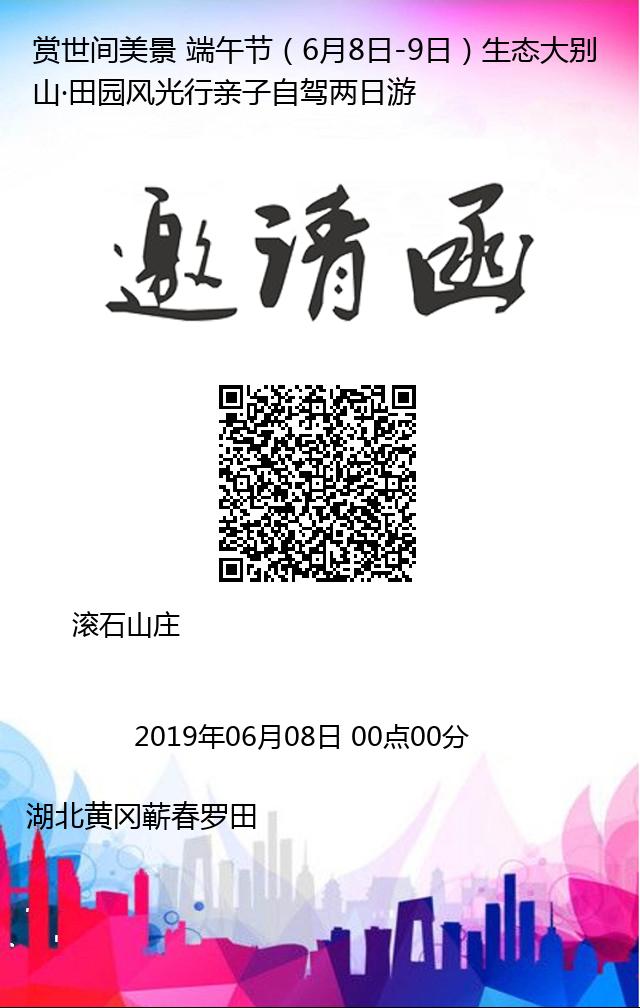 赏世间美景 端午节（6月8日-9日）生态大别
山·田园风光行亲子自驾两日游
邀请函
滚石山庄
2019年06月08日 00点00分
湖北黄冈蕲春罗田